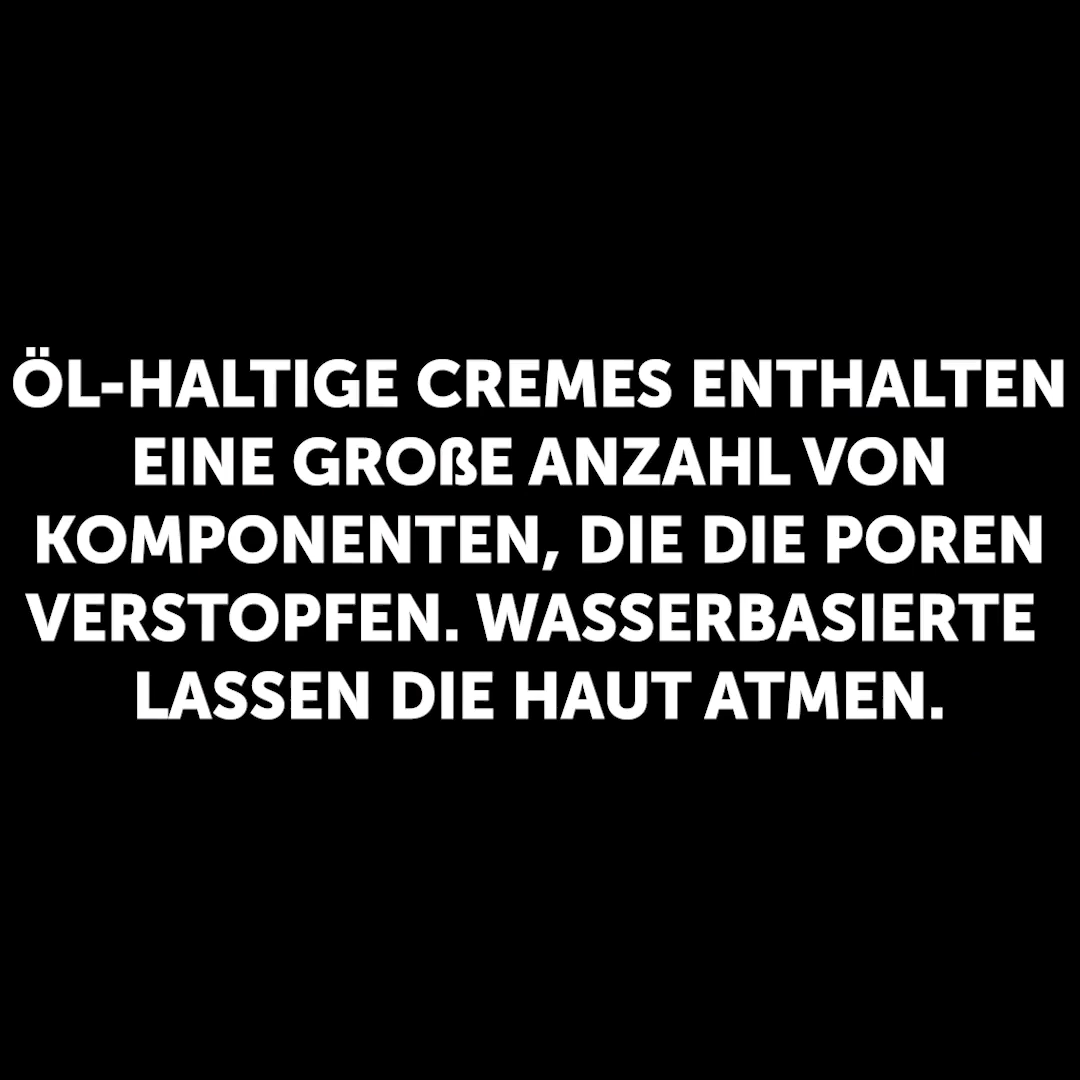 ÖL-HALTIGE CREMES ENTHALTEN
EINE GROßE ANZAHL VON
KOMPONENTEN, DIE DIE POREN
VERSTOPFEN. WASSERBASIERTE
LASSEN DIE HAUT ATMEN.